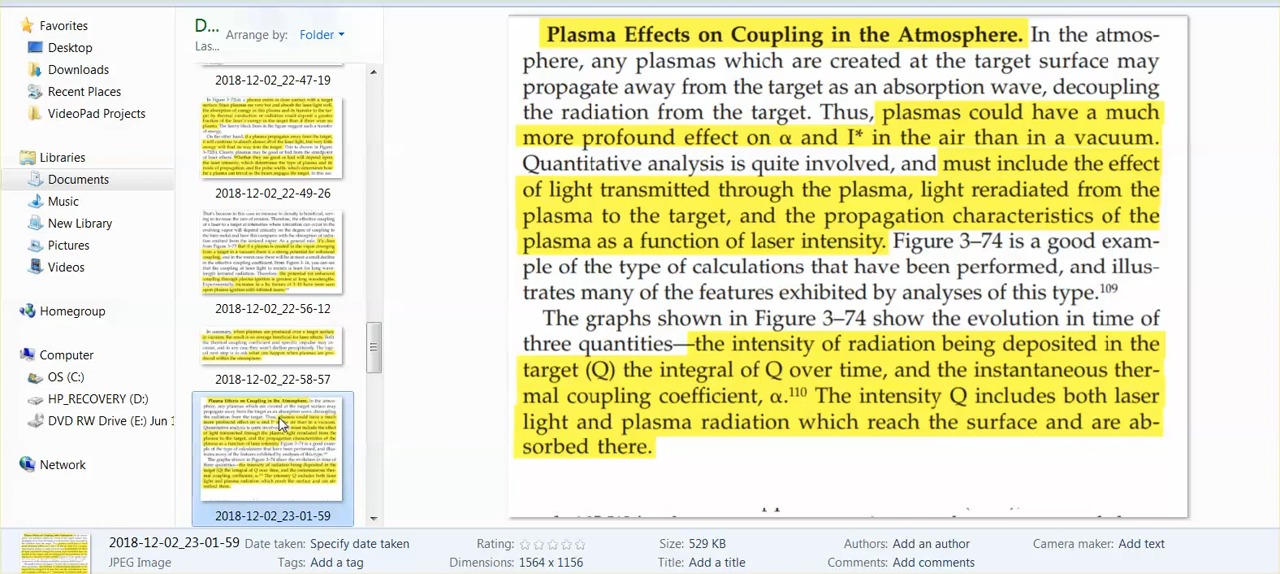 Favorites
Desktop
Downloads
Recent Places
VideoPad Projects
Libraries
Documents
Music
New Library
Pictures
Videos
Homegroup
Computer
OS (C:)
HP_RECOVERY (D:)
DVD RW Drive (E:) Jun 1
Network
D...
Las...
Arrange by: Folder
2018-12-02_22-47-19
2018-12-02_22-49-26
2018-12-02_22-56-12
2018-12-02_22-58-57
2018-12-02_23-01-59
Plasma Effects on Coupling in the Atmosphere. In the atmos-
phere, any plasmas which are created at the target surface may
propagate away from the target as an absorption wave, decoupling
the radiation from the target. Thus, plasmas could have a much
more profound effect on α and I* in the air than in a vacuum.
Quantitative analysis is quite involved, and must include the effect
of light transmitted through the plasma, light reradiated from the
plasma to the target, and the propagation characteristics of the
plasma as a function of laser intensity. Figure 3–74 is a good exam-
ple of the type of calculations that have been performed, and illus-
trates many of the features exhibited by analyses of this type.109
The graphs shown in Figure 3–74 show the evolution in time of
three quantities—the intensity of radiation being deposited in the
target (Q) the integral of Q over time, and the instantaneous ther-
mal coupling coefficient, α.110 The intensity Q includes both laser
light and plasma radiation which reach the surface and are ab-
sorbed there.
2018-12-02_23-01-59 Date taken: Specify date taken Rating: Size: 529 KB Authors: Add an author Camera maker: Add text
JPEG Image Tags: Add a tag Dimensions: 1564 x 1156 Title: Add a title Comments: Add comments